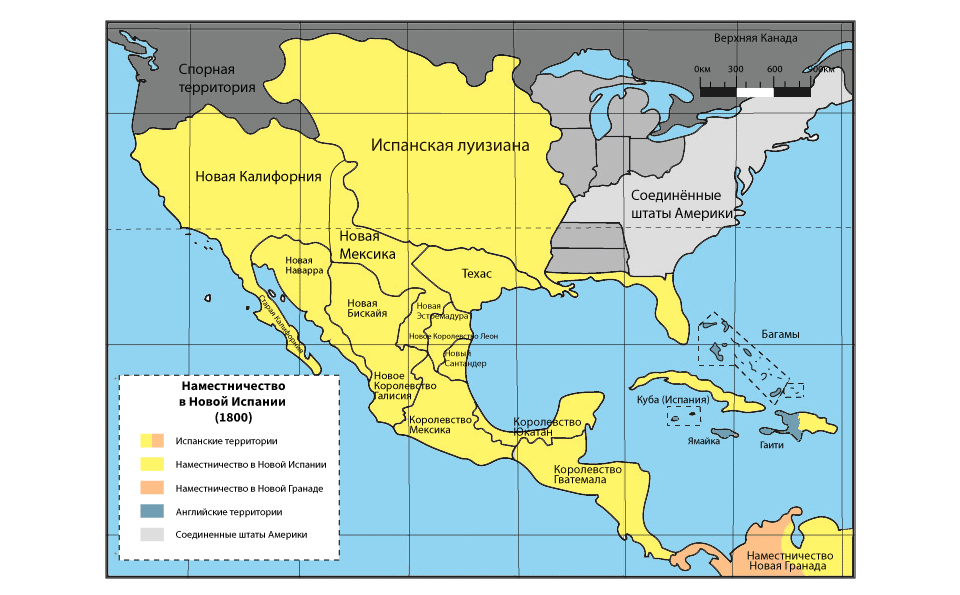 Верхняя Канада
0км 300 600 900км
Спорная
территория
Испанская луизиана
Новая Калифорния
Соединённые
штаты Америки
Новая
Мексика
Новая
Наварра
Техас
Старая Калифорния
Новая
Бискайя
Новая
Эстремадура
Новое Королевство Леон
Новый
Сантандер
Багамы
Новое
Королевство
Галисия
Куба (Испания)
Королевство
Мексика
Королевство
Юкатан
Ямайка
Гаити
Королевство
Гватемала
Наместничество
Новая Гранада
Наместничество
в Новой Испании
(1800)
Испанские территории
Наместничество в Новой Испании
Наместничество в Новой Гранаде
Английские территории
Соединенные штаты Америки